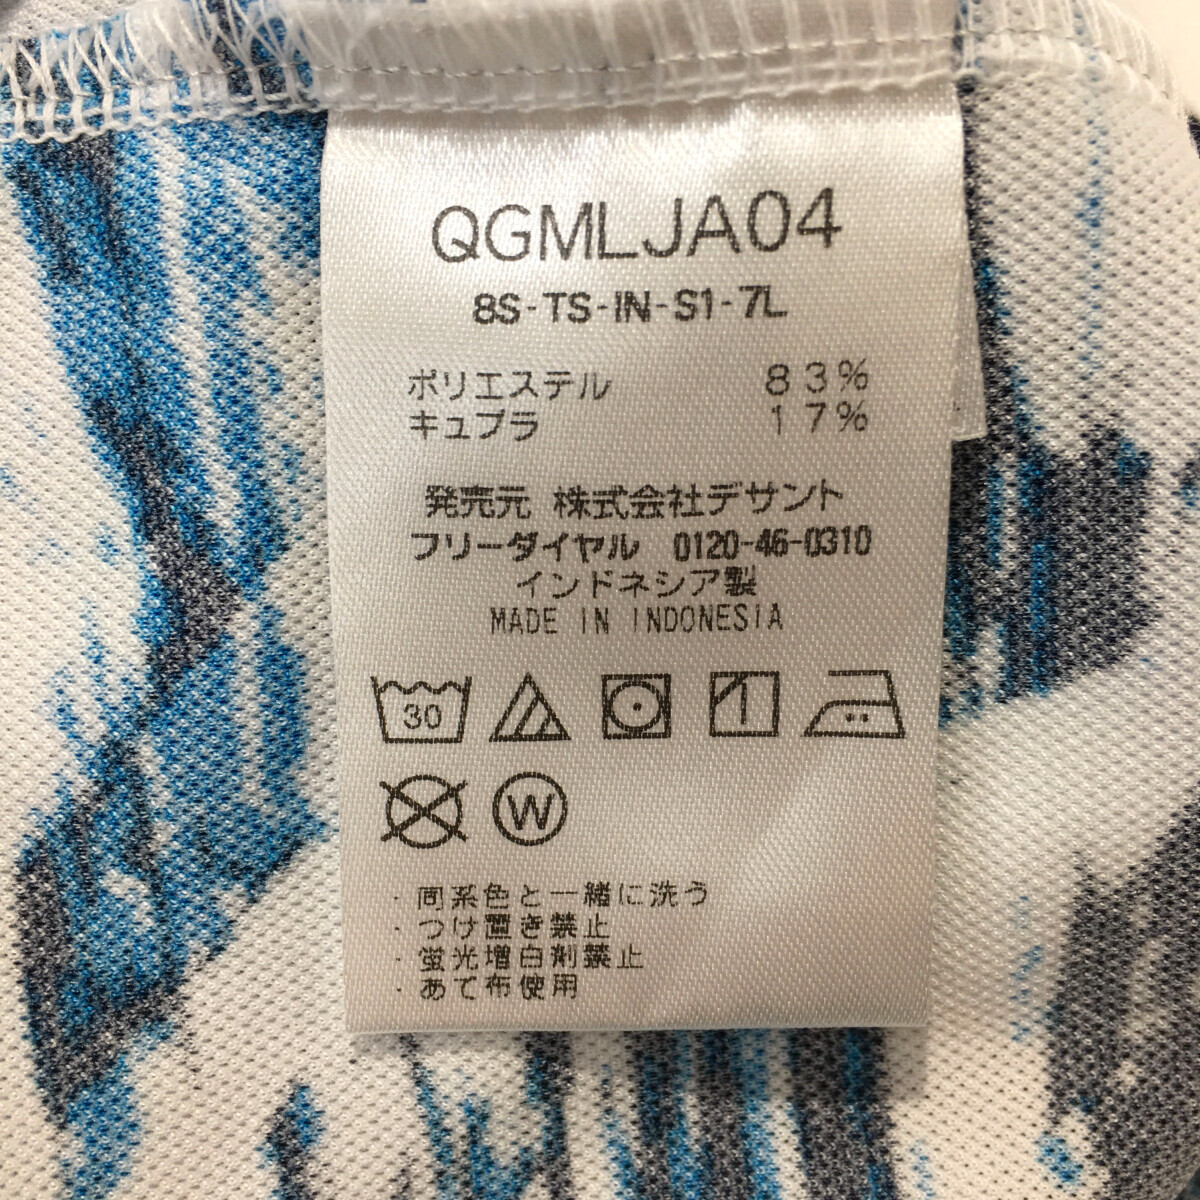 QGMLJA04
8S-TS-IN-S1-7L
ポリエステル 83%
キュプラ 17%
発売元 株式会社デサント
フリーダイヤル 0120-46-0310
インドネシア製
MADE IN INDONESIA
30
W
・同系色と一緒に洗う
・つけ置き禁止
・蛍光増白剤禁止
・あて布使用